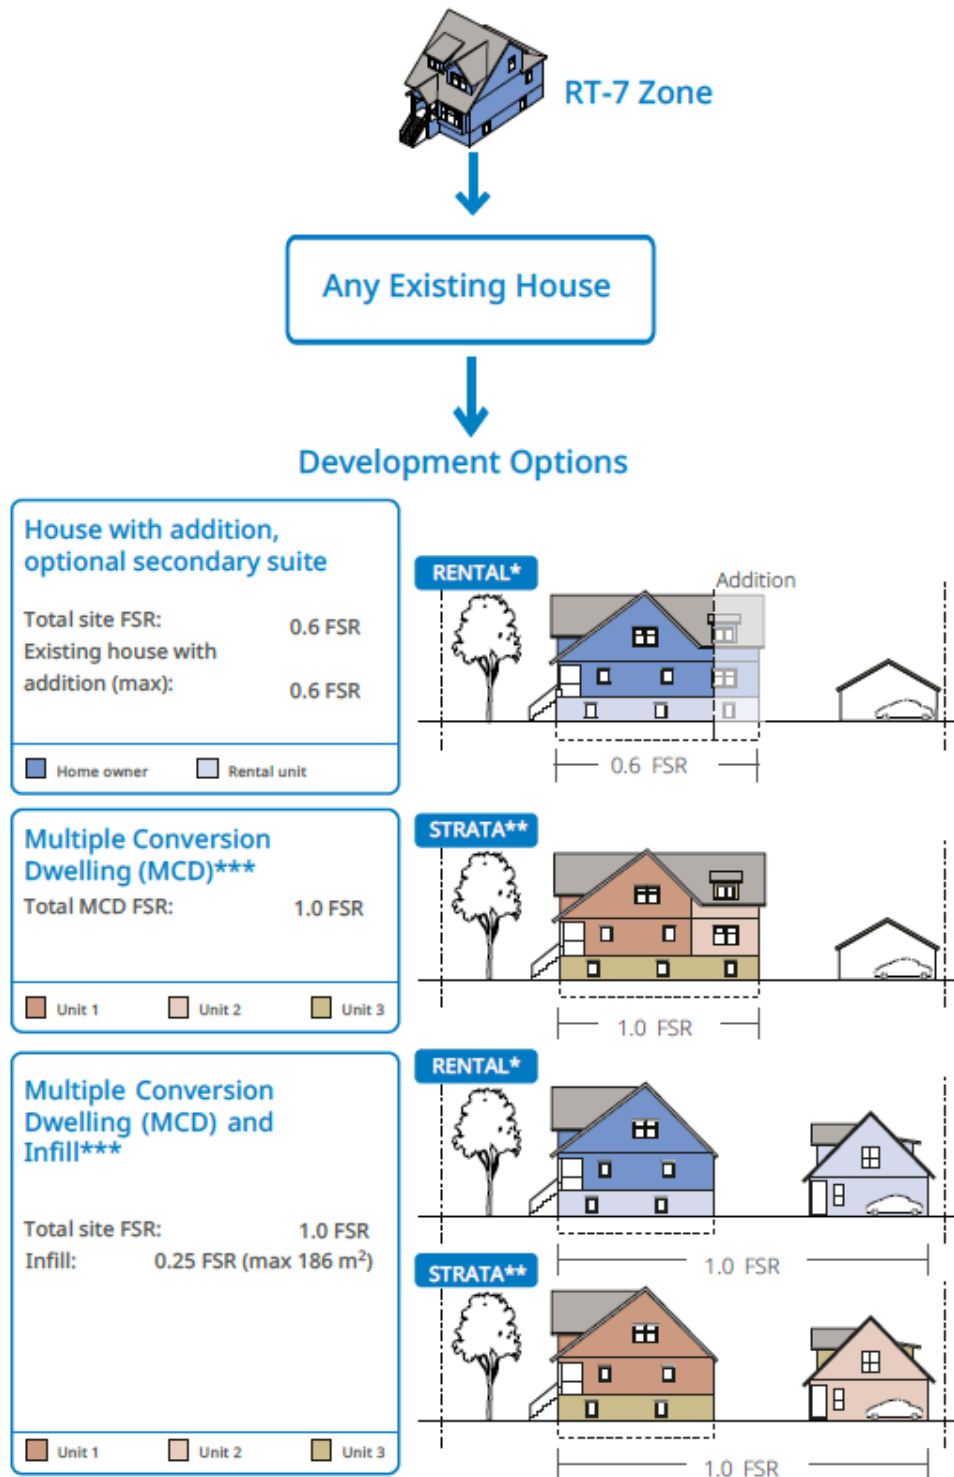 RT-7 Zone
Any Existing House
Development Options
House with addition,
optional secondary suite
Total site FSR: 0.6 FSR
Existing house with
addition (max): 0.6 FSR
Home owner Rental unit
RENTAL*
Addition
0.6 FSR
Multiple Conversion
Dwelling (MCD)***
Total MCD FSR: 1.0 FSR
Unit 1 Unit 2 Unit 3
STRATA**
1.0 FSR
Multiple Conversion
Dwelling (MCD) and
Infill***
Total site FSR: 1.0 FSR
Infill: 0.25 FSR (max 186 m²)
Unit 1 Unit 2 Unit 3
RENTAL*
1.0 FSR
STRATA**
1.0 FSR